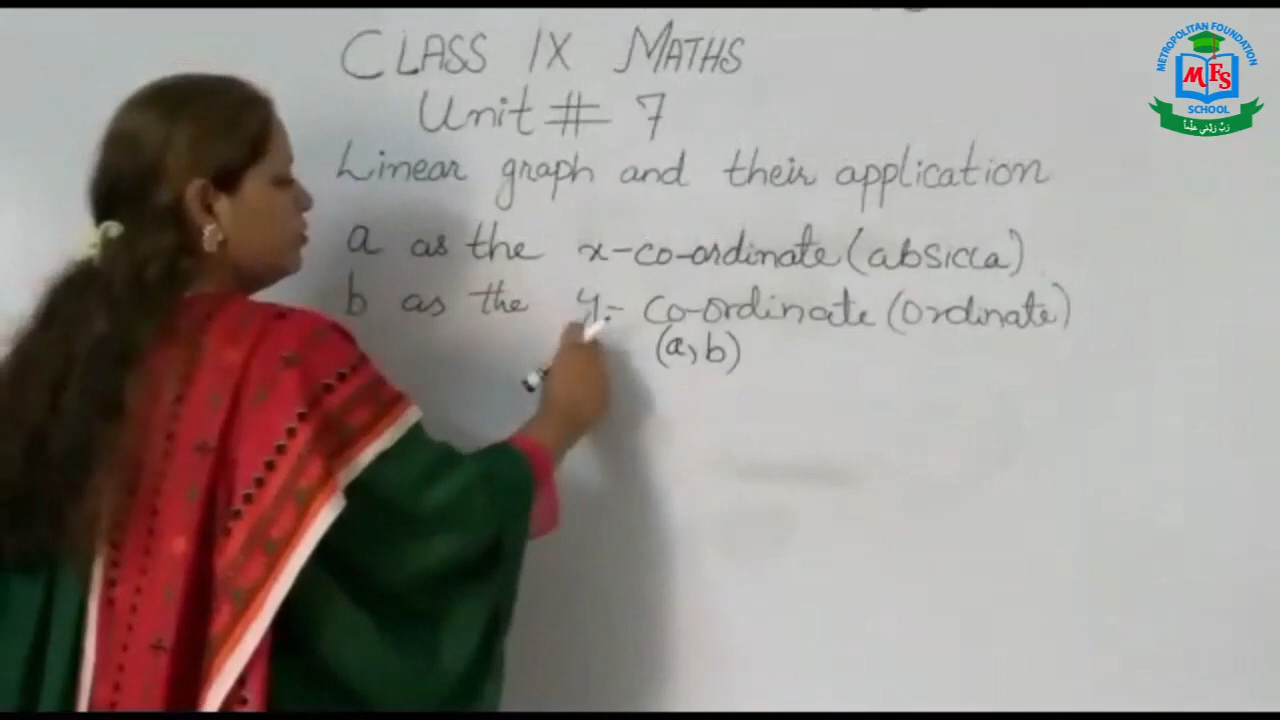 CLASS IX MATHS
Unit # 7
Linear graph and their application
a as the x-co-ordinate (absicca)
b as the y:- co-ordinate (ordinate)
(a, b)
METROPOLITAN FOUNDATION
MFS
SCHOOL
رَبِّ زِدْنِي عِلْمًا